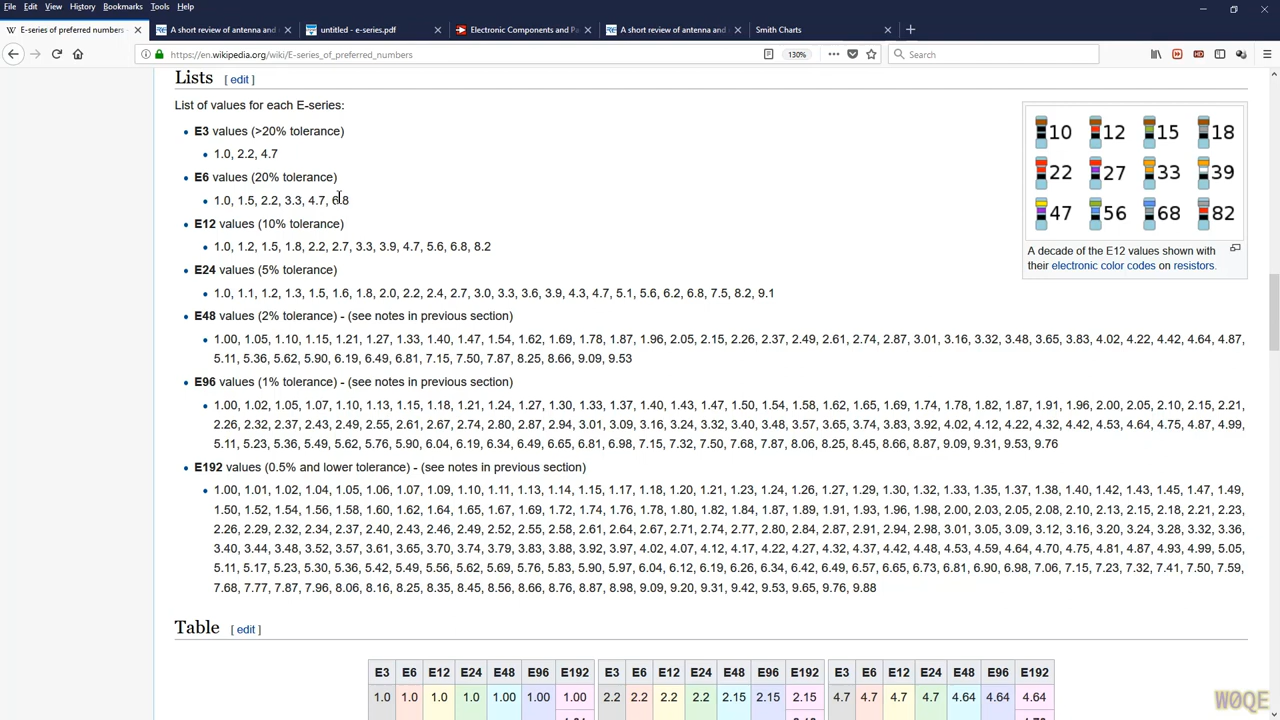 File Edit View History Bookmarks Tools Help
E-series of preferred numbers -
A short review of antenna and
untitled - e-series.pdf
Electronic Components and Pa
A short review of antenna and
Smith Charts
https://en.wikipedia.org/wiki/E-series_of_preferred_numbers
130%
Search
Lists [ edit ]
List of values for each E-series:
E3 values (>20% tolerance)
1.0, 2.2, 4.7
E6 values (20% tolerance)
1.0, 1.5, 2.2, 3.3, 4.7, 6.8
E12 values (10% tolerance)
1.0, 1.2, 1.5, 1.8, 2.2, 2.7, 3.3, 3.9, 4.7, 5.6, 6.8, 8.2
E24 values (5% tolerance)
1.0, 1.1, 1.2, 1.3, 1.5, 1.6, 1.8, 2.0, 2.2, 2.4, 2.7, 3.0, 3.3, 3.6, 3.9, 4.3, 4.7, 5.1, 5.6, 6.2, 6.8, 7.5, 8.2, 9.1
E48 values (2% tolerance) - (see notes in previous section)
1.00, 1.05, 1.10, 1.15, 1.21, 1.27, 1.33, 1.40, 1.47, 1.54, 1.62, 1.69, 1.78, 1.87, 1.96, 2.05, 2.15, 2.26, 2.37, 2.49, 2.61, 2.74, 2.87, 3.01, 3.16, 3.32, 3.48, 3.65, 3.83, 4.02, 4.22, 4.42, 4.64, 4.87,
5.11, 5.36, 5.62, 5.90, 6.19, 6.49, 6.81, 7.15, 7.50, 7.87, 8.25, 8.66, 9.09, 9.53
E96 values (1% tolerance) - (see notes in previous section)
1.00, 1.02, 1.05, 1.07, 1.10, 1.13, 1.15, 1.18, 1.21, 1.24, 1.27, 1.30, 1.33, 1.37, 1.40, 1.43, 1.47, 1.50, 1.54, 1.58, 1.62, 1.65, 1.69, 1.74, 1.78, 1.82, 1.87, 1.91, 1.96, 2.00, 2.05, 2.10, 2.15, 2.21,
2.26, 2.32, 2.37, 2.43, 2.49, 2.55, 2.61, 2.67, 2.74, 2.80, 2.87, 2.94, 3.01, 3.09, 3.16, 3.24, 3.32, 3.40, 3.48, 3.57, 3.65, 3.74, 3.83, 3.92, 4.02, 4.12, 4.22, 4.32, 4.42, 4.53, 4.64, 4.75, 4.87, 4.99,
5.11, 5.23, 5.36, 5.49, 5.62, 5.76, 5.90, 6.04, 6.19, 6.34, 6.49, 6.65, 6.81, 6.98, 7.15, 7.32, 7.50, 7.68, 7.87, 8.06, 8.25, 8.45, 8.66, 8.87, 9.09, 9.31, 9.53, 9.76
E192 values (0.5% and lower tolerance) - (see notes in previous section)
1.00, 1.01, 1.02, 1.04, 1.05, 1.06, 1.07, 1.09, 1.10, 1.11, 1.13, 1.14, 1.15, 1.17, 1.18, 1.20, 1.21, 1.23, 1.24, 1.26, 1.27, 1.29, 1.30, 1.32, 1.33, 1.35, 1.37, 1.38, 1.40, 1.42, 1.43, 1.45, 1.47, 1.49,
1.50, 1.52, 1.54, 1.56, 1.58, 1.60, 1.62, 1.64, 1.65, 1.67, 1.69, 1.72, 1.74, 1.76, 1.78, 1.80, 1.82, 1.84, 1.87, 1.89, 1.91, 1.93, 1.96, 1.98, 2.00, 2.03, 2.05, 2.08, 2.10, 2.13, 2.15, 2.18, 2.21, 2.23,
2.26, 2.29, 2.32, 2.34, 2.37, 2.40, 2.43, 2.46, 2.49, 2.52, 2.55, 2.58, 2.61, 2.64, 2.67, 2.71, 2.74, 2.77, 2.80, 2.84, 2.87, 2.91, 2.94, 2.98, 3.01, 3.05, 3.09, 3.12, 3.16, 3.20, 3.24, 3.28, 3.32, 3.36,
3.40, 3.44, 3.48, 3.52, 3.57, 3.61, 3.65, 3.70, 3.74, 3.79, 3.83, 3.88, 3.92, 3.97, 4.02, 4.07, 4.12, 4.17, 4.22, 4.27, 4.32, 4.37, 4.42, 4.48, 4.53, 4.59, 4.64, 4.70, 4.75, 4.81, 4.87, 4.93, 4.99, 5.05,
5.11, 5.17, 5.23, 5.30, 5.36, 5.42, 5.49, 5.56, 5.62, 5.69, 5.76, 5.83, 5.90, 5.97, 6.04, 6.12, 6.19, 6.26, 6.34, 6.42, 6.49, 6.57, 6.65, 6.73, 6.81, 6.90, 6.98, 7.06, 7.15, 7.23, 7.32, 7.41, 7.50, 7.59,
7.68, 7.77, 7.87, 7.96, 8.06, 8.16, 8.25, 8.35, 8.45, 8.56, 8.66, 8.76, 8.87, 8.98, 9.09, 9.20, 9.31, 9.42, 9.53, 9.65, 9.76, 9.88
10 12 15 18
22 27 33 39
47 56 68 82
A decade of the E12 values shown with
their electronic color codes on resistors.
Table [ edit ]
E3 E6 E12 E24 E48 E96 E192 E3 E6 E12 E24 E48 E96 E192 E3 E6 E12 E24 E48 E96 E192
1.0 1.0 1.0 1.0 1.00 1.00 1.00 2.2 2.2 2.2 2.2 2.15 2.15 2.15 4.7 4.7 4.7 4.7 4.64 4.64 4.64
W0QE